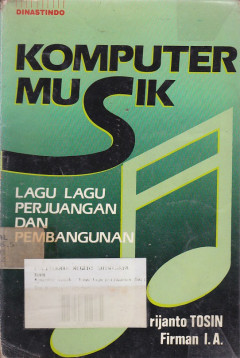 DINASTINDO
KOMPUTER
MUSIK
LAGU LAGU
PERJUANGAN
DAN
PEMBANGUNAN
rijanto TOSIN
Firman I.A.